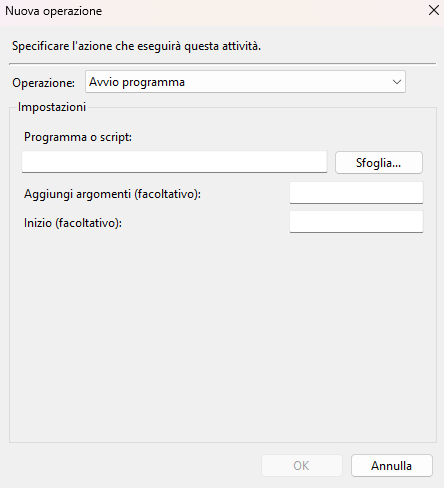 Nuova operazione
Specificare l'azione che eseguirà questa attività.
Operazione: Avvio programma
Impostazioni
Programma o script:
Sfoglia...
Aggiungi argomenti (facoltativo):
Inizio (facoltativo):
OK Annulla